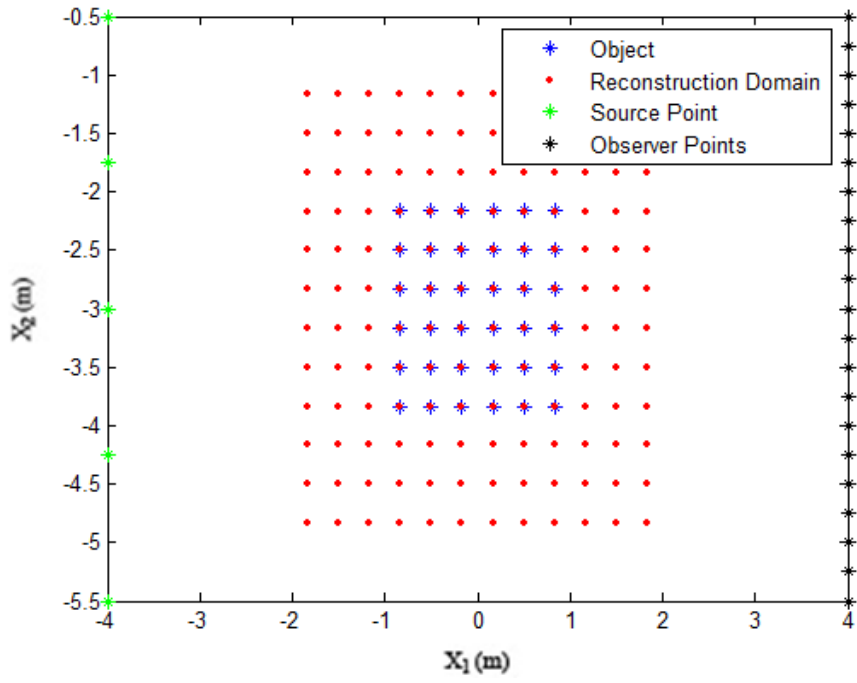 -0.5
-1
-1.5
-2
-2.5
-3
-3.5
-4
-4.5
-5
-5.5
X2 (m)
Object
Reconstruction Domain
Source Point
Observer Points
-4 -3 -2 -1 0 1 2 3 4
X1 (m)